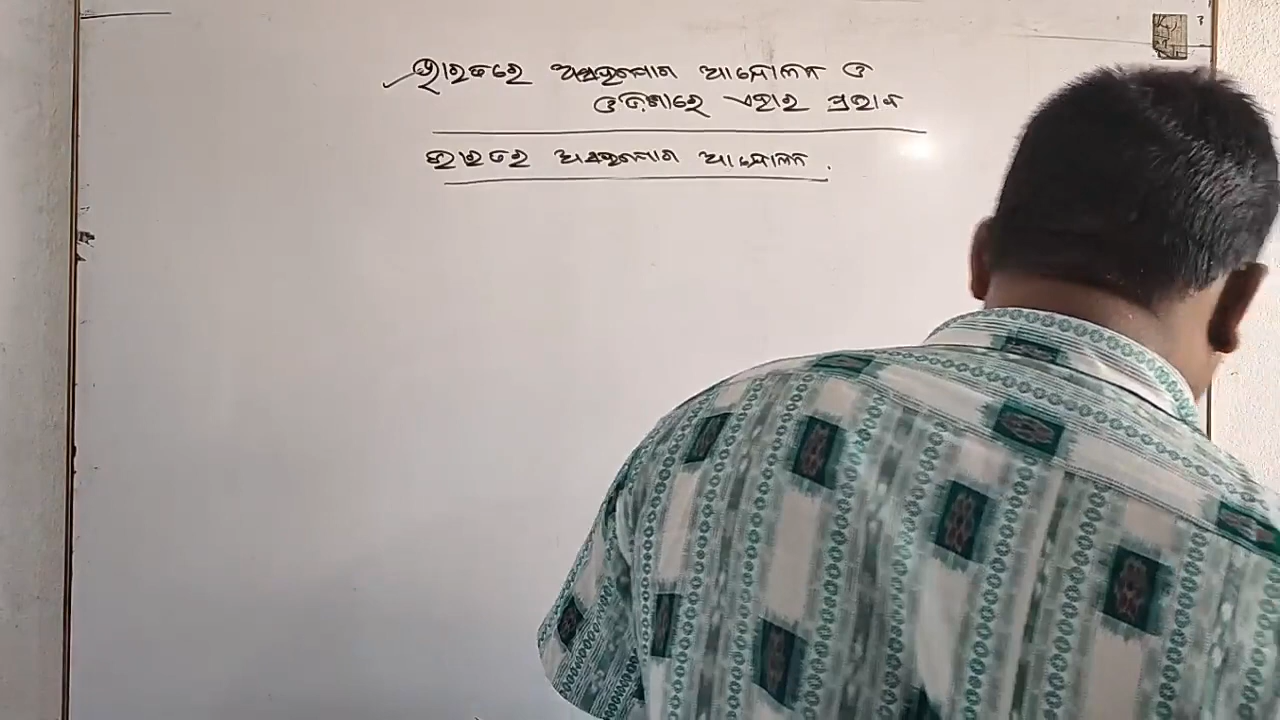 ଭାରତରେ ଅସହଯୋଗ ଆନ୍ଦୋଳନ ଓ
ଓଡ଼ିଶାରେ ଏହାର ପ୍ରଭାବ
ଭାରତରେ ଅସହଯୋଗ ଆନ୍ଦୋଳନ .